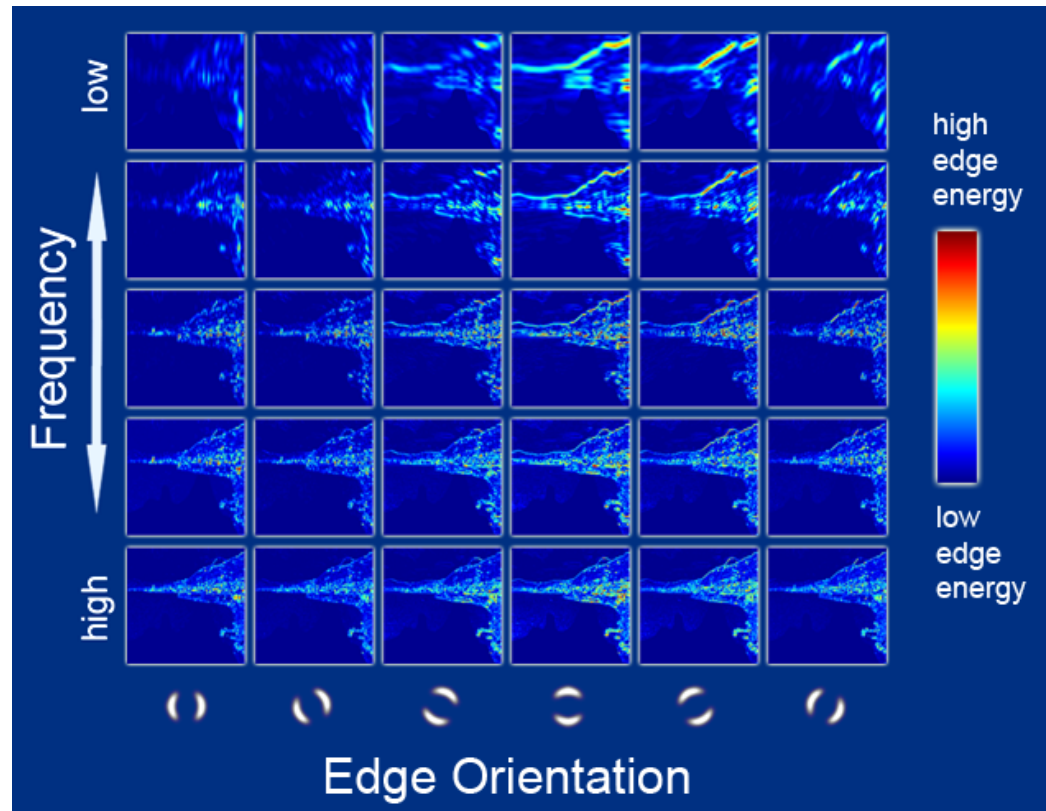 low
Frequency
high
high
edge
energy
low
edge
energy
Edge Orientation